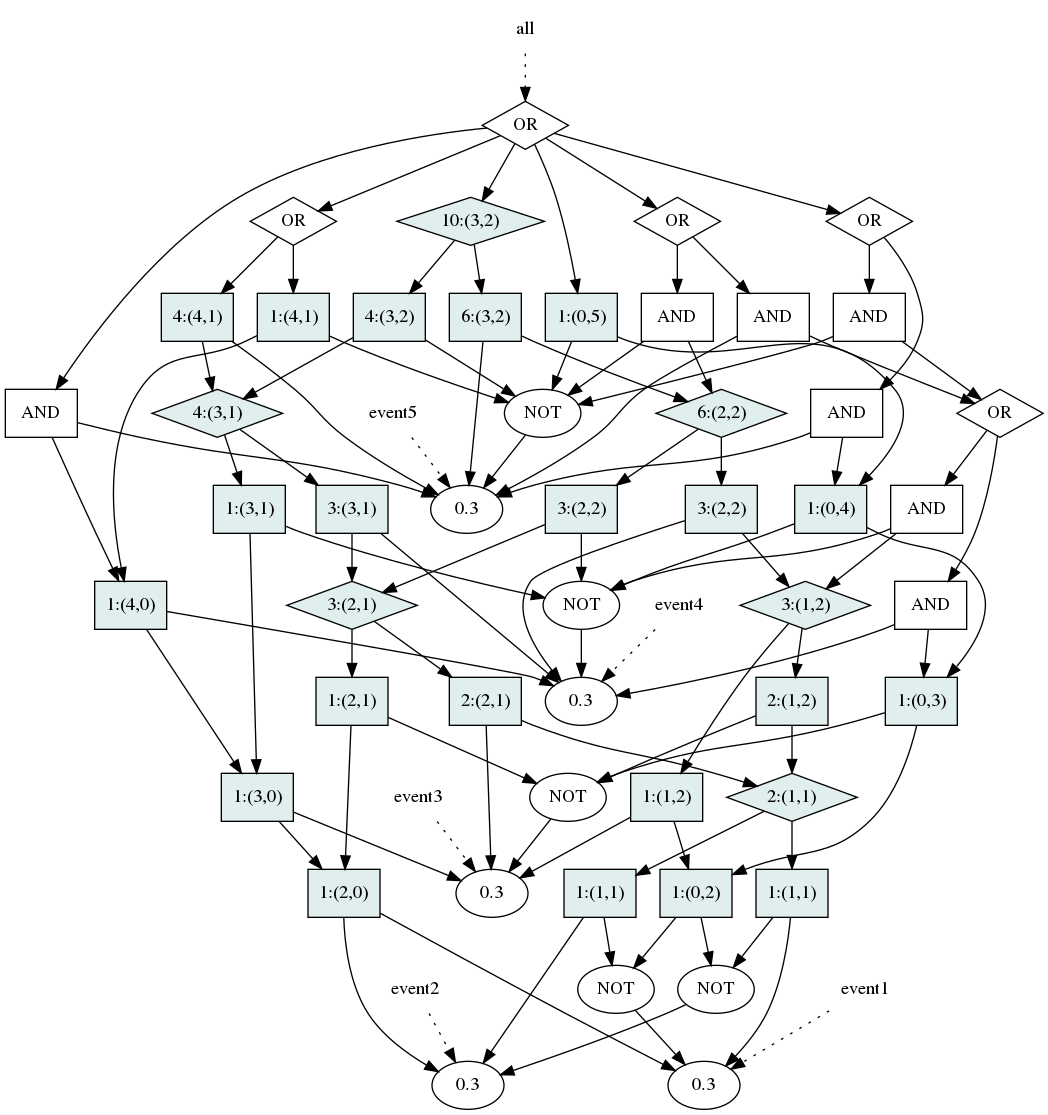 all
OR
OR
10:(3,2)
OR
OR
4:(4,1)
1:(4,1)
4:(3,2)
6:(3,2)
1:(0,5)
AND
AND
AND
AND
4:(3,1)
event5
NOT
6:(2,2)
AND
OR
1:(3,1)
3:(3,1)
0.3
3:(2,2)
3:(2,2)
1:(0,4)
AND
1:(4,0)
3:(2,1)
NOT
event4
3:(1,2)
AND
1:(2,1)
2:(2,1)
0.3
2:(1,2)
1:(0,3)
1:(3,0)
event3
NOT
1:(1,2)
2:(1,1)
1:(2,0)
0.3
1:(1,1)
1:(0,2)
1:(1,1)
event2
NOT
NOT
event1
0.3
0.3